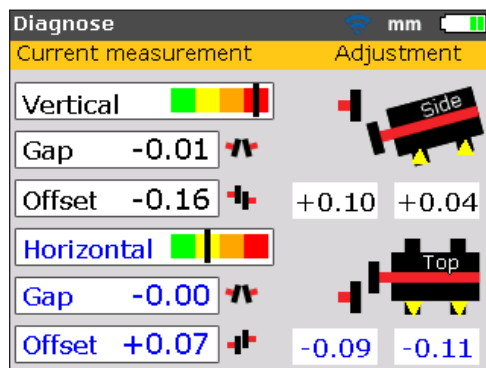 Diagnose mm
Current measurement Adjustment
Vertical
Side
Gap -0.01
Offset -0.16 +0.10 +0.04
Horizontal
Top
Gap -0.00
Offset +0.07 -0.09 -0.11